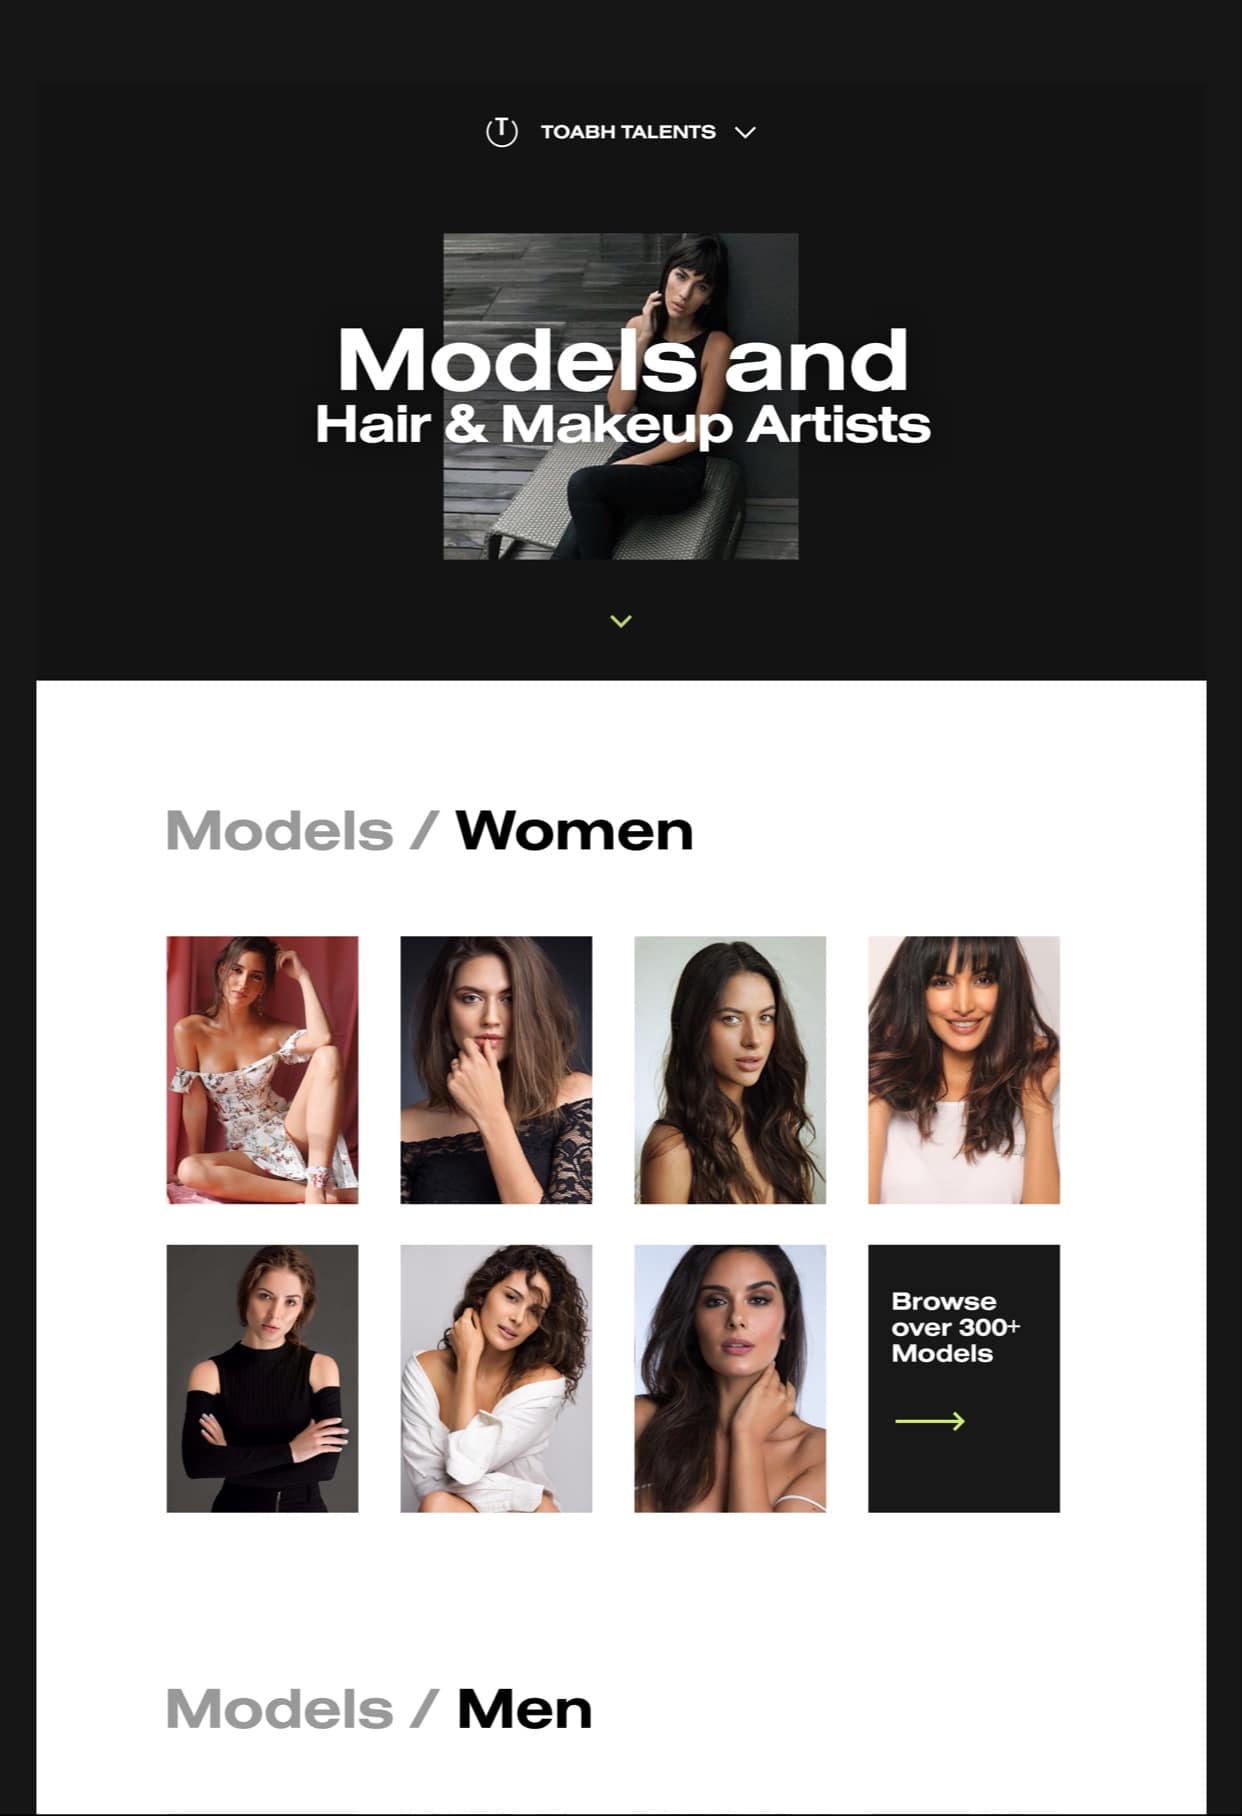 T
TOABH TALENTS
Models and
Hair & Makeup Artists
Models / Women
Browse
over 300+
Models
Models / Men